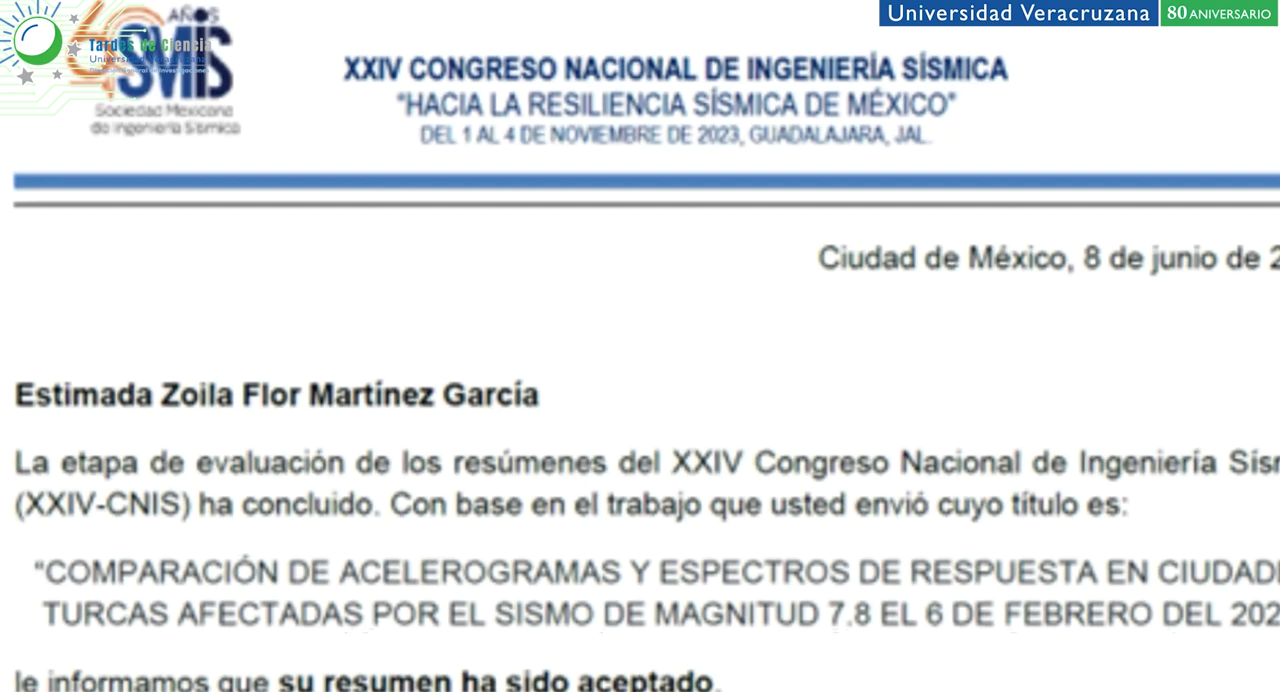 Universidad Veracruzana 80 ANIVERSARIO
AÑOS
Tardes de Ciencia
SMIS
Sociedad Mexicana
de Ingeniería Sísmica
XXIV CONGRESO NACIONAL DE INGENIERÍA SÍSMICA
"HACIA LA RESILIENCIA SÍSMICA DE MÉXICO"
DEL 1 AL 4 DE NOVIEMBRE DE 2023, GUADALAJARA, JAL.
Ciudad de México, 8 de junio de 2
Estimada Zoila Flor Martínez García
La etapa de evaluación de los resúmenes del XXIV Congreso Nacional de Ingeniería Sís
(XXIV-CNIS) ha concluido. Con base en el trabajo que usted envió cuyo título es:
"COMPARACIÓN DE ACELEROGRAMAS Y ESPECTROS DE RESPUESTA EN CIUDADE
TURCAS AFECTADAS POR EL SISMO DE MAGNITUD 7.8 EL 6 DE FEBRERO DEL 202
le informamos que su resumen ha sido aceptado.